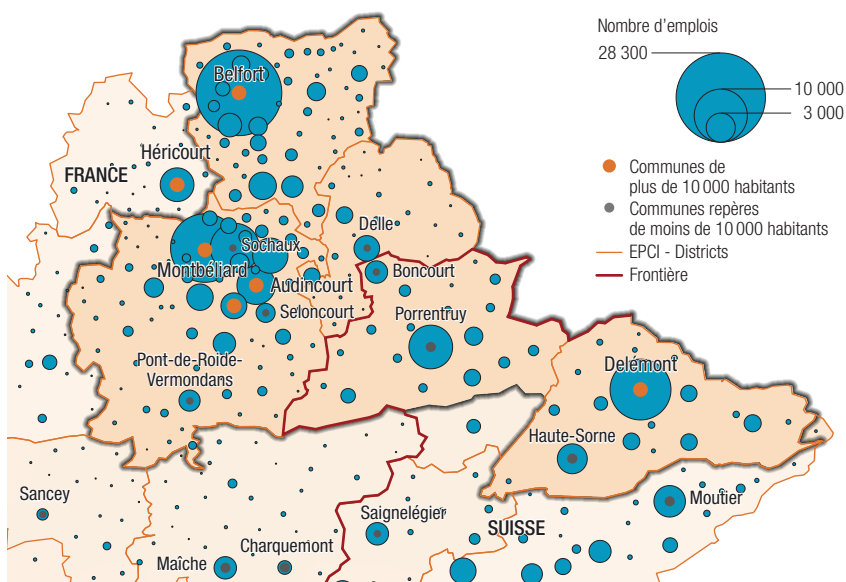 Nombre d'emplois
28 300
10 000
3 000
Communes de
plus de 10 000 habitants
Communes repères
de moins de 10 000 habitants
EPCI - Districts
Frontière
Belfort
Héricourt
FRANCE
Delle
Sochaux
Montbéliard
Boncourt
Audincourt
Seloncourt
Porrentruy
Pont-de-Roide-
Vermondans
Delémont
Haute-Sorne
Sancey
Saignelégier
Moutier
SUISSE
Charquemont
Maîche